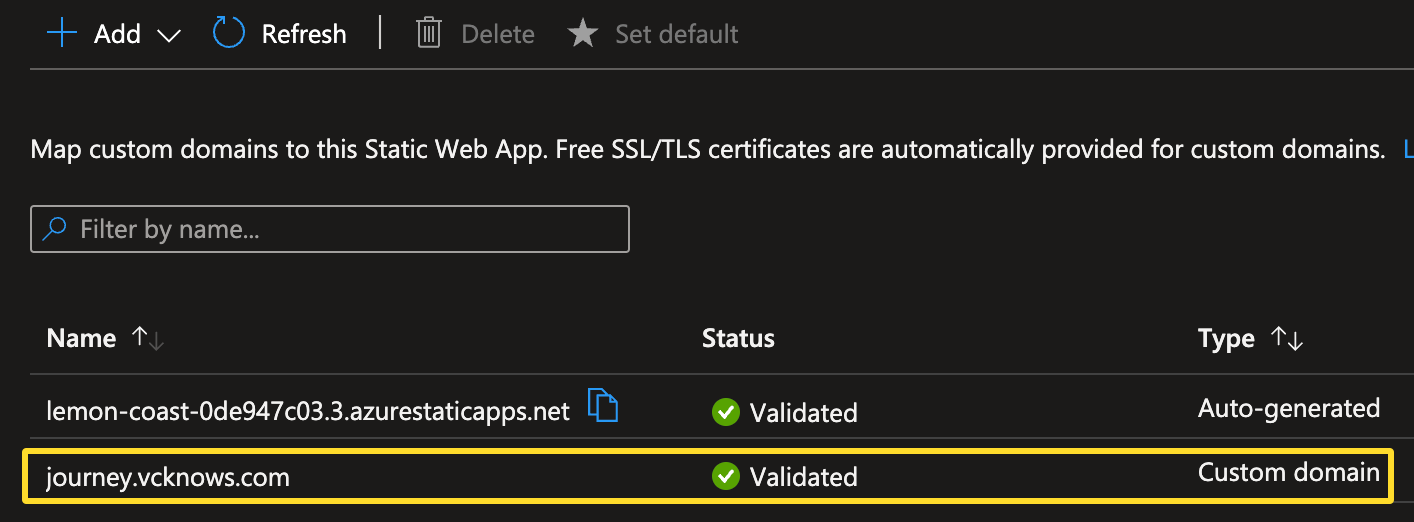 Add Refresh Delete Set default
Map custom domains to this Static Web App. Free SSL/TLS certificates are automatically provided for custom domains. L
Filter by name...
Name Status Type
lemon-coast-0de947c03.3.azurestaticapps.net Validated Auto-generated
journey.vcknows.com Validated Custom domain